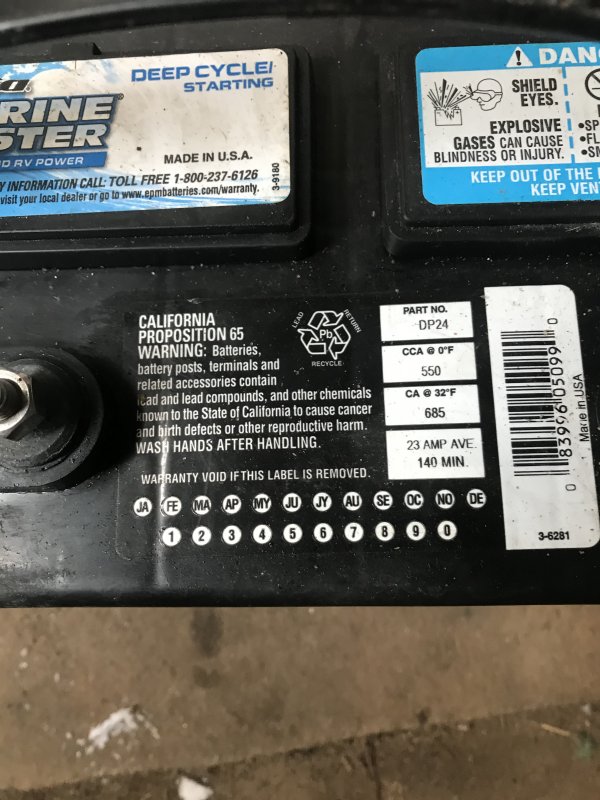 DEEP CYCLE/
STARTING
RINE
STER
RV POWER
MADE IN U.S.A.
Y INFORMATION CALL: TOLL FREE 1-800-237-6126
visit your local dealer or go to www.epmbatteries.com/warranty.
3-9180
DANG
SHIELD
EYES.
EXPLOSIVE
GASES CAN CAUSE
BLINDNESS OR INJURY.
•SP
•FL
•SM
KEEP OUT OF THE
KEEP VEN
CALIFORNIA
PROPOSITION 65
WARNING: Batteries,
battery posts, terminals and
related accessories contain
lead and lead compounds, and other chemicals
known to the State of California to cause cancer
and birth defects or other reproductive harm.
WASH HANDS AFTER HANDLING.
LEAD
RETURN
Pb
RECYCLE
PART NO.
DP24
CCA @ 0°F
550
CA @ 32°F
685
23 AMP AVE.
140 MIN.
WARRANTY VOID IF THIS LABEL IS REMOVED.
JA FE MA AP MY JU JY AU SE OC NO DE
1 2 3 4 5 6 7 8 9 0
0 83996 05099 0
Made in USA
3-6281